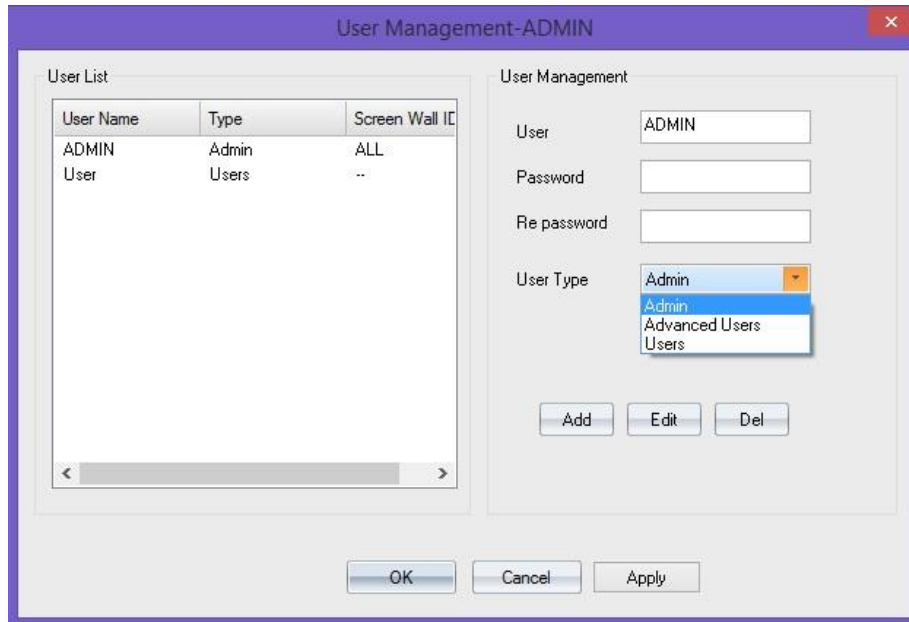 User Management-ADMIN
User List
User Name Type Screen Wall ID
ADMIN Admin ALL
User Users --
User Management
User ADMIN
Password
Re password
User Type Admin
Admin
Advanced Users
Users
Add Edit Del
OK Cancel Apply